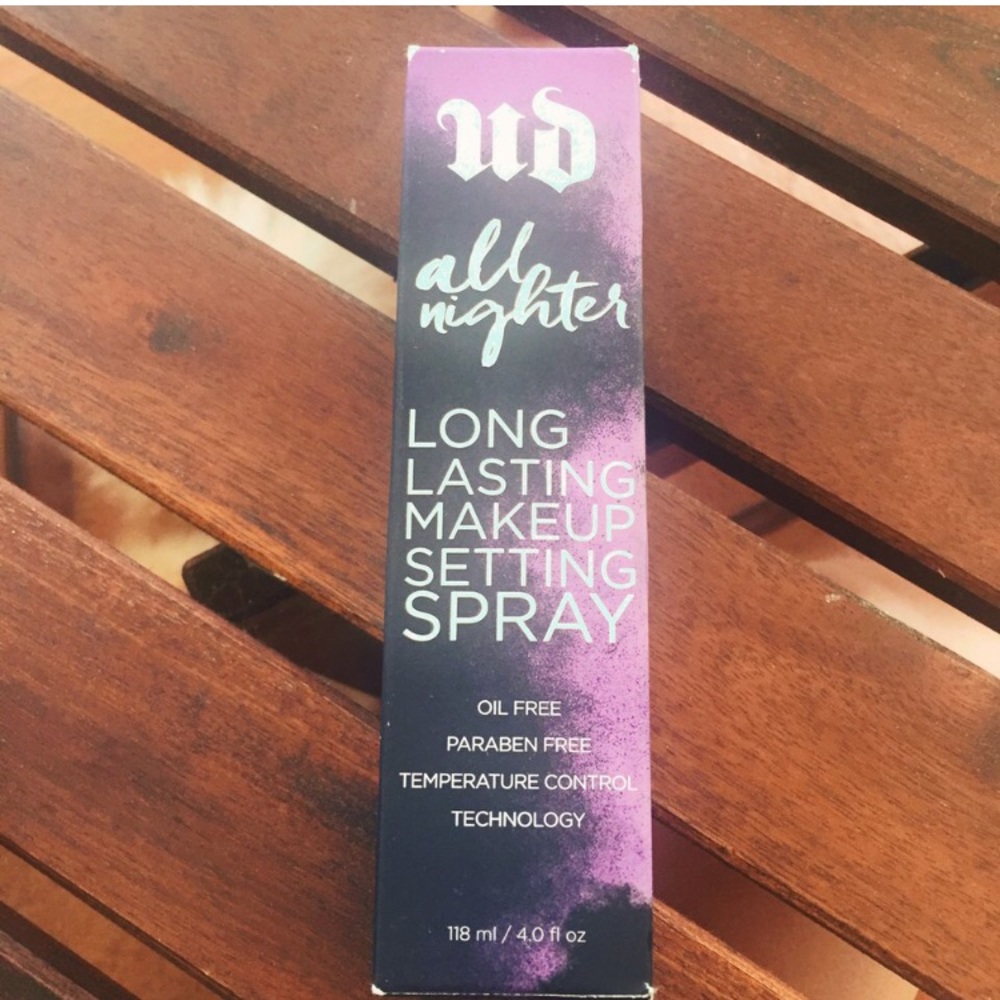 ud
all
nighter
LONG
LASTING
MAKEUP
SETTING
SPRAY
OIL FREE
PARABEN FREE
TEMPERATURE CONTROL
TECHNOLOGY
118 ml / 4.0 fl oz